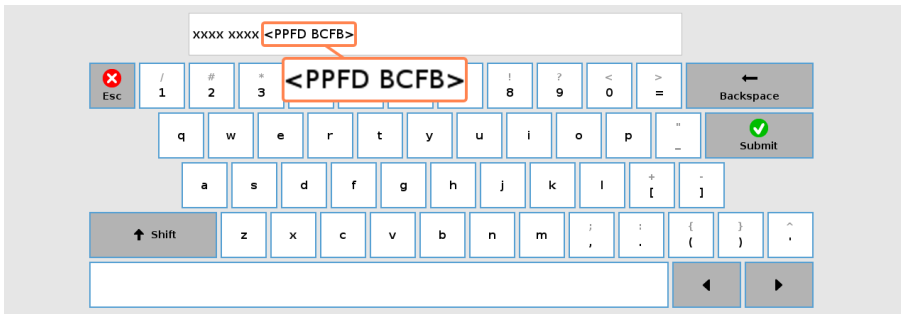 xxxx xxxx <PPFD BCFB>
<PPFD BCFB>
/ # * ! ? < >
Esc 1 2 3 8 9 0 = Backspace
"
q w e r t y u i o p _ Submit
+ -
a s d f g h j k l [ ]
; : { } ^
Shift z x c v b n m , . ( ) '